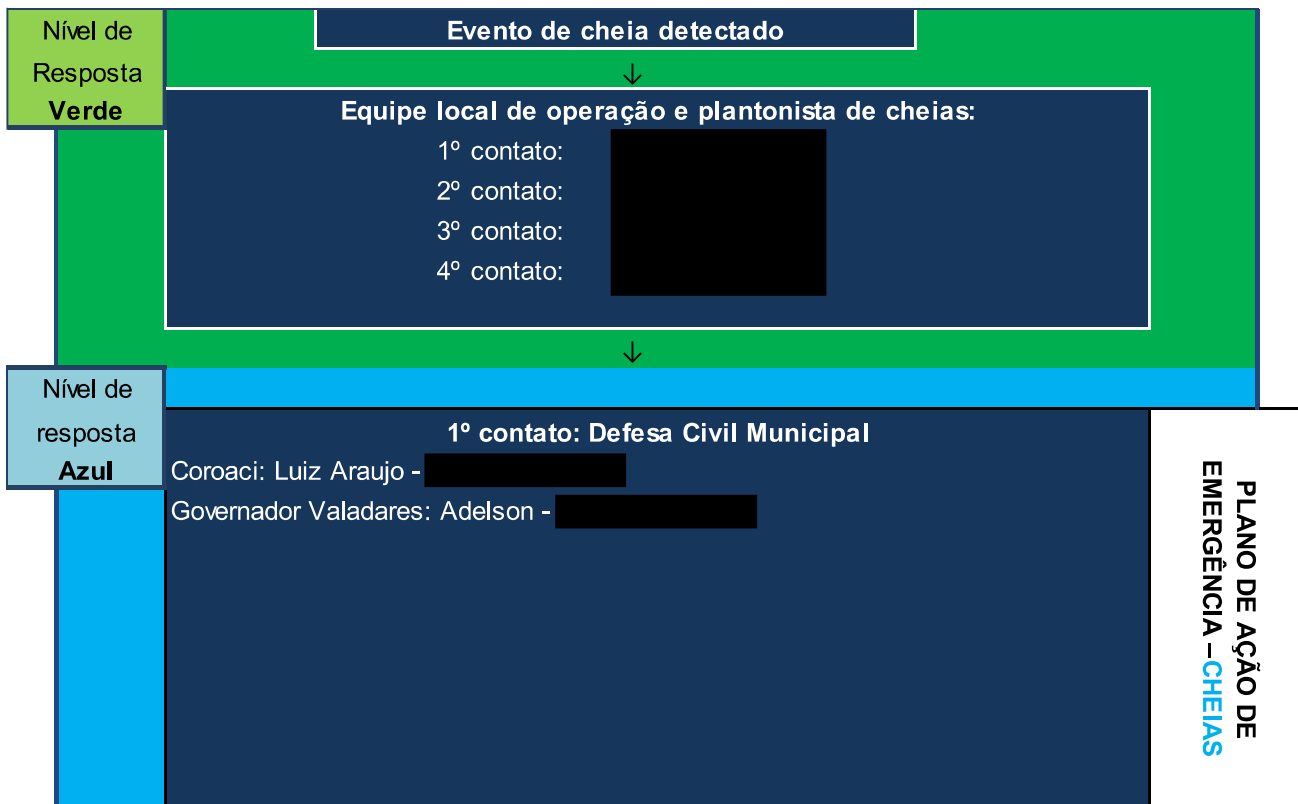 Nível de
Resposta
Verde
Evento de cheia detectado
↓
Equipe local de operação e plantonista de cheias:
1º contato:
2º contato:
3º contato:
4º contato:
↓
Nível de
resposta
Azul
1º contato: Defesa Civil Municipal
Coroaci: Luiz Araujo -
Governador Valadares: Adelson -
PLANO DE AÇÃO DE
EMERGÊNCIA – CHEIAS